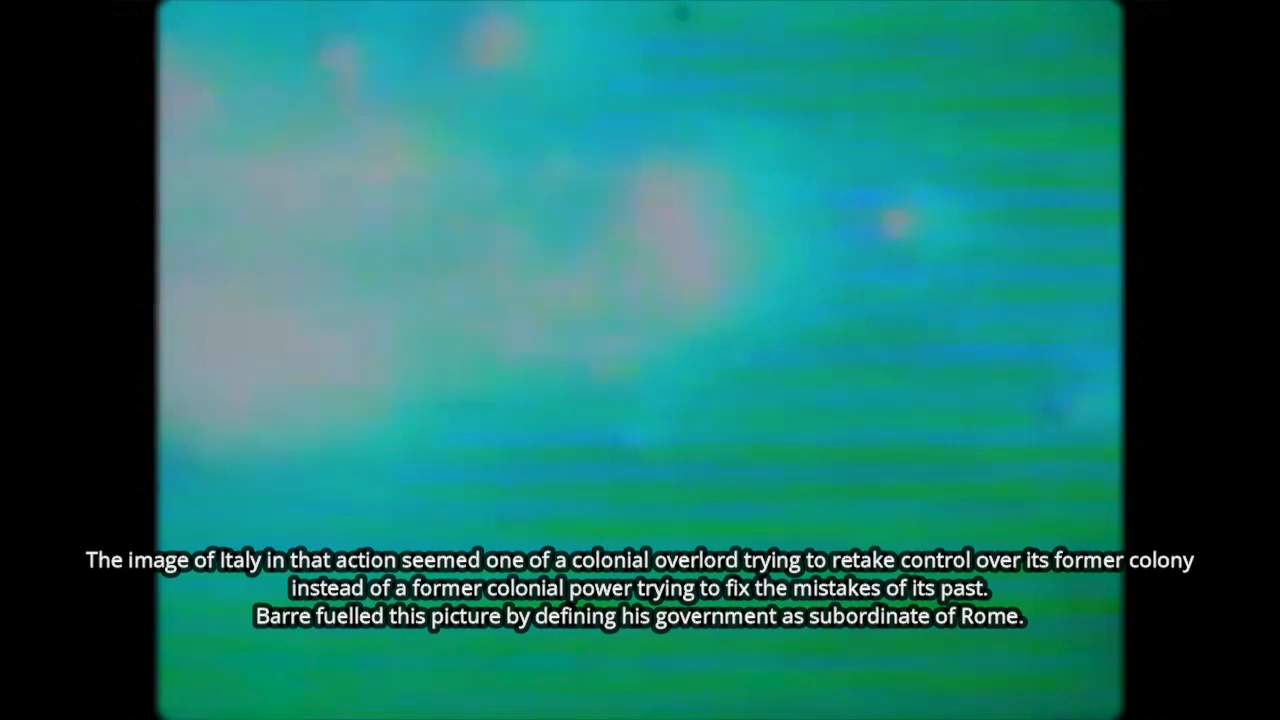 The image of Italy in that action seemed one of a colonial overlord trying to retake control over its former colony
instead of a former colonial power trying to fix the mistakes of its past.
Barre fuelled this picture by defining his government as subordinate of Rome.